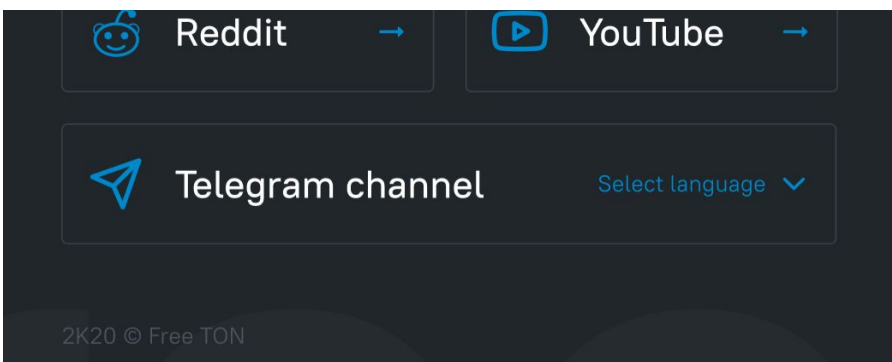 Reddit → YouTube →
Telegram channel Select language
2K20 © Free TON